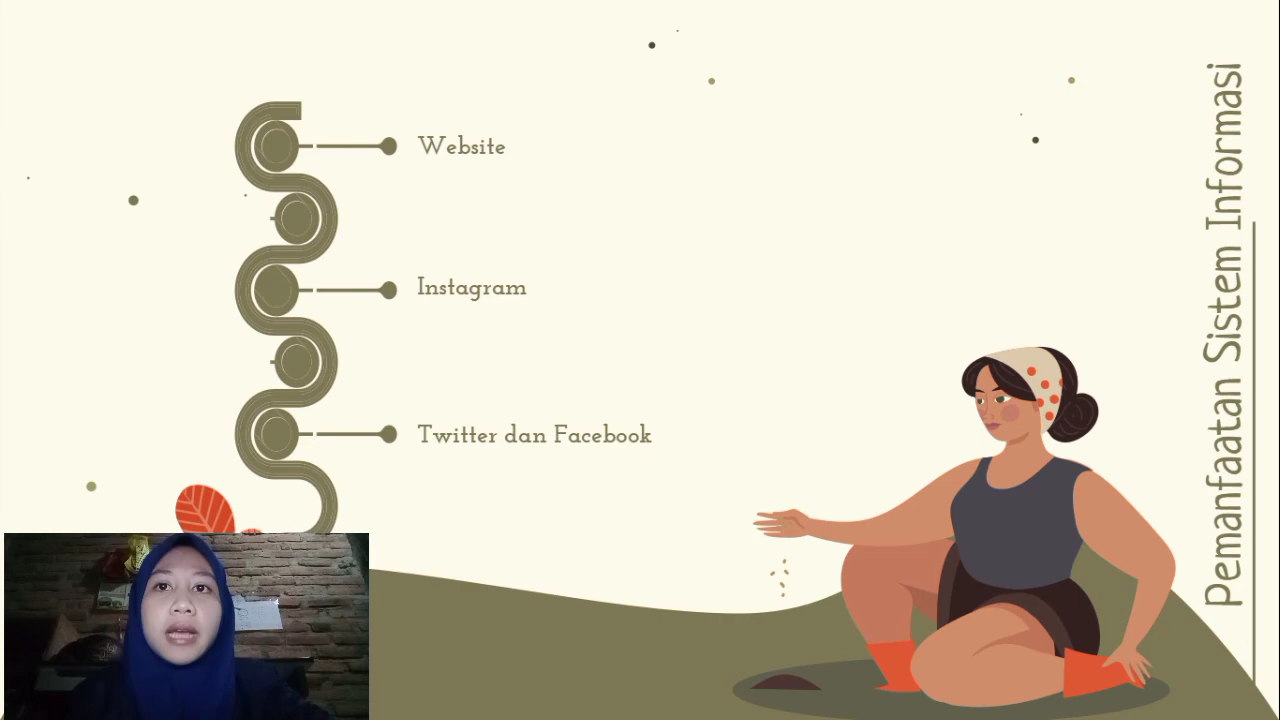 Website
Instagram
Twitter dan Facebook
Pemanfaatan Sistem Informasi